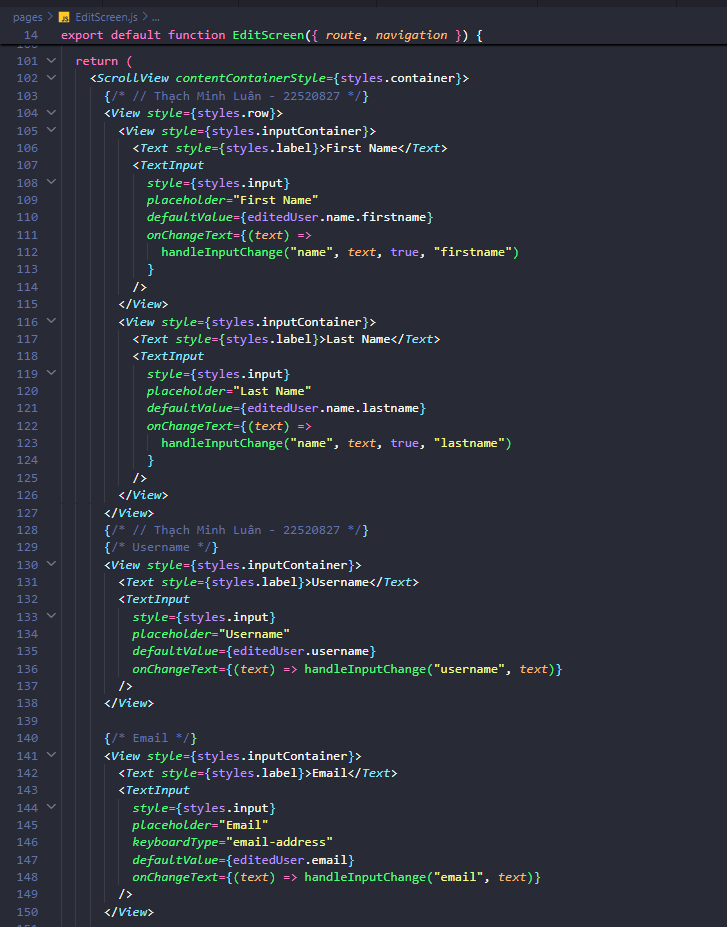 pages > JS EditScreen.js > ...
14 export default function EditScreen({ route, navigation }) {
101 return (
102 <ScrollView contentContainerStyle={styles.container}>
103 {/* // Thạch Minh Luân - 22520827 */}
104 <View style={styles.row}>
105 <View style={styles.inputContainer}>
106 <Text style={styles.label}>First Name</Text>
107 <TextInput
108 style={styles.input}
109 placeholder="First Name"
110 defaultValue={editedUser.name.firstname}
111 onChangeText={(text) =>
112 handleInputChange("name", text, true, "firstname")
113 }
114 />
115 </View>
116 <View style={styles.inputContainer}>
117 <Text style={styles.label}>Last Name</Text>
118 <TextInput
119 style={styles.input}
120 placeholder="Last Name"
121 defaultValue={editedUser.name.lastname}
122 onChangeText={(text) =>
123 handleInputChange("name", text, true, "lastname")
124 }
125 />
126 </View>
127 </View>
128 {/* // Thạch Minh Luân - 22520827 */}
129 {/* Username */}
130 <View style={styles.inputContainer}>
131 <Text style={styles.label}>Username</Text>
132 <TextInput
133 style={styles.input}
134 placeholder="Username"
135 defaultValue={editedUser.username}
136 onChangeText={(text) => handleInputChange("username", text)}
137 />
138 </View>
139
140 {/* Email */}
141 <View style={styles.inputContainer}>
142 <Text style={styles.label}>Email</Text>
143 <TextInput
144 style={styles.input}
145 placeholder="Email"
146 keyboardType="email-address"
147 defaultValue={editedUser.email}
148 onChangeText={(text) => handleInputChange("email", text)}
149 />
150 </View>